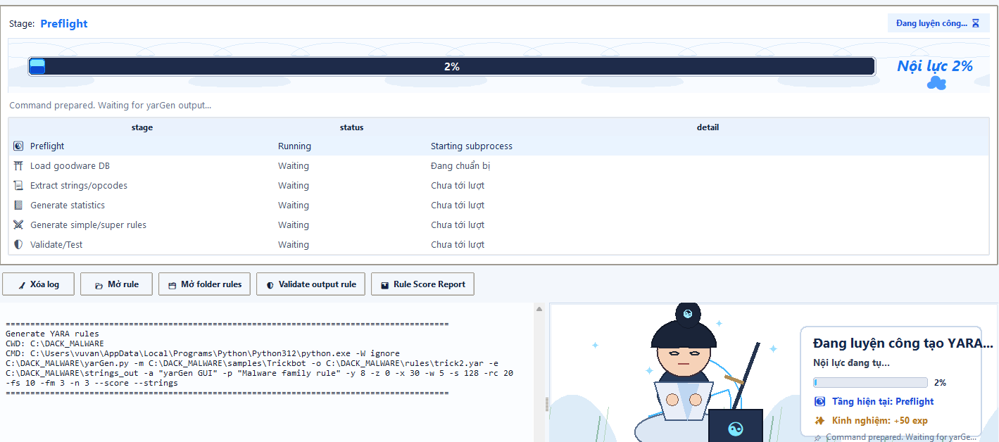 Stage: Preflight
Đang luyện công...
2%
Nội lực 2%
Command prepared. Waiting for yarGen output...
stage status detail
Preflight Running Starting subprocess
Load goodware DB Waiting Đang chuẩn bị
Extract strings/opcodes Waiting Chưa tới lượt
Generate statistics Waiting Chưa tới lượt
Generate simple/super rules Waiting Chưa tới lượt
Validate/Test Waiting Chưa tới lượt
Xóa log Mở rule Mở folder rules Validate output rule Rule Score Report
====================================================================================
Generate YARA rules
CWD: C:\DACK_MALWARE
CMD: C:\Users\vuvan\AppData\Local\Programs\Python\Python312\python.exe -W ignore
C:\DACK_MALWARE\yarGen.py -m C:\DACK_MALWARE\samples\Trickbot -o C:\DACK_MALWARE\rules\trick2.yar -e
C:\DACK_MALWARE\strings_out -a "yarGen GUI" -p "Malware family rule" -y 8 -z 0 -x 30 -w 5 -s 128 -rc 20
-fs 10 -fm 3 -n 3 --score --strings
====================================================================================
Đang luyện công tạo YARA...
Nội lực đang tụ...
2%
Tầng hiện tại: Preflight
Kinh nghiệm: +50 exp
Command prepared. Waiting for yarGe...